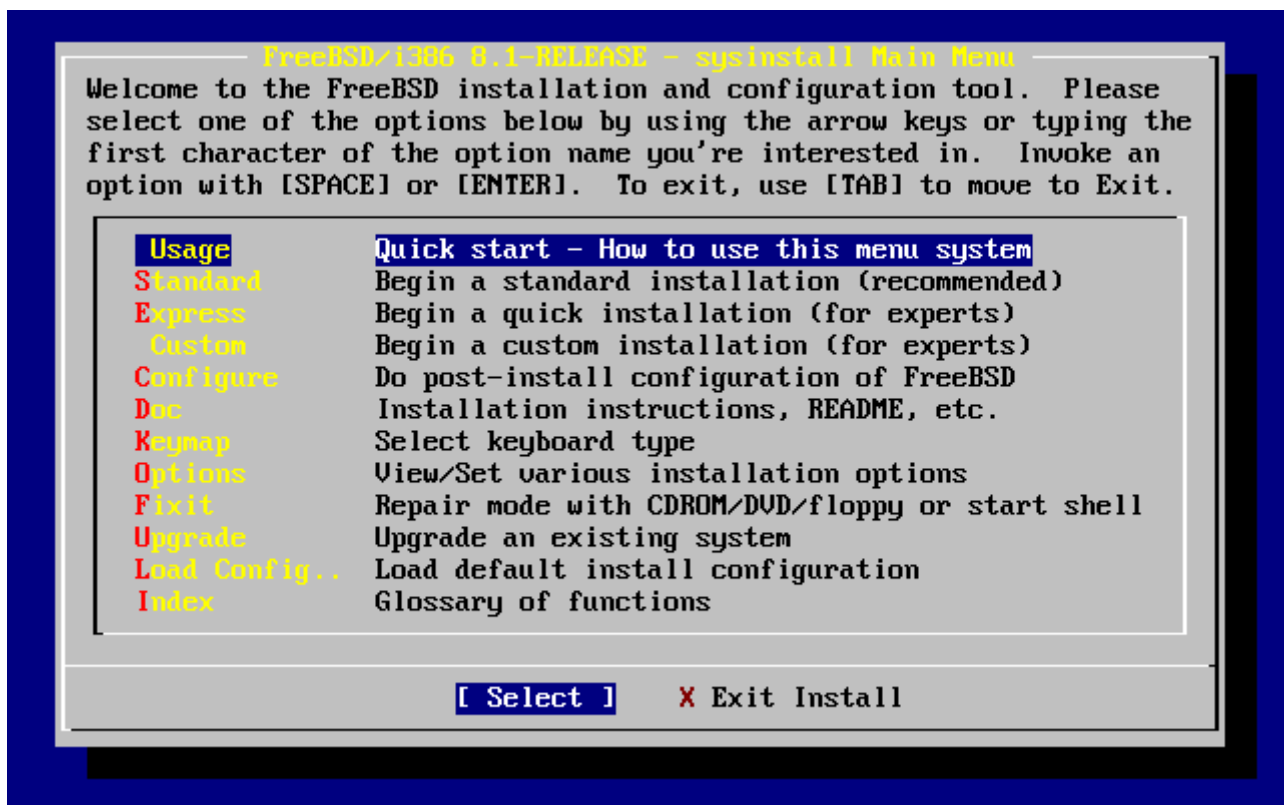 FreeBSD/i386 8.1-RELEASE - sysinstall Main Menu
Welcome to the FreeBSD installation and configuration tool.  Please
select one of the options below by using the arrow keys or typing the
first character of the option name you're interested in.  Invoke an
option with [SPACE] or [ENTER].  To exit, use [TAB] to move to Exit.
Usage Quick start - How to use this menu system
Standard Begin a standard installation (recommended)
Express Begin a quick installation (for experts)
Custom Begin a custom installation (for experts)
Configure Do post-install configuration of FreeBSD
Doc Installation instructions, README, etc.
Keymap Select keyboard type
Options View/Set various installation options
Fixit Repair mode with CDROM/DVD/floppy or start shell
Upgrade Upgrade an existing system
Load Config.. Load default install configuration
Index Glossary of functions
[ Select ] X Exit Install